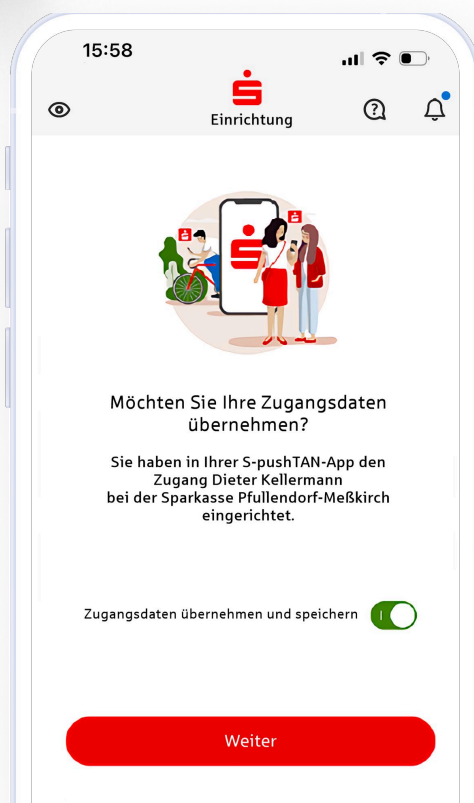 15:58
Einrichtung
Möchten Sie Ihre Zugangsdaten
übernehmen?
Sie haben in Ihrer S-pushTAN-App den
Zugang Dieter Kellermann
bei der Sparkasse Pfullendorf-Meßkirch
eingerichtet.
Zugangsdaten übernehmen und speichern
Weiter